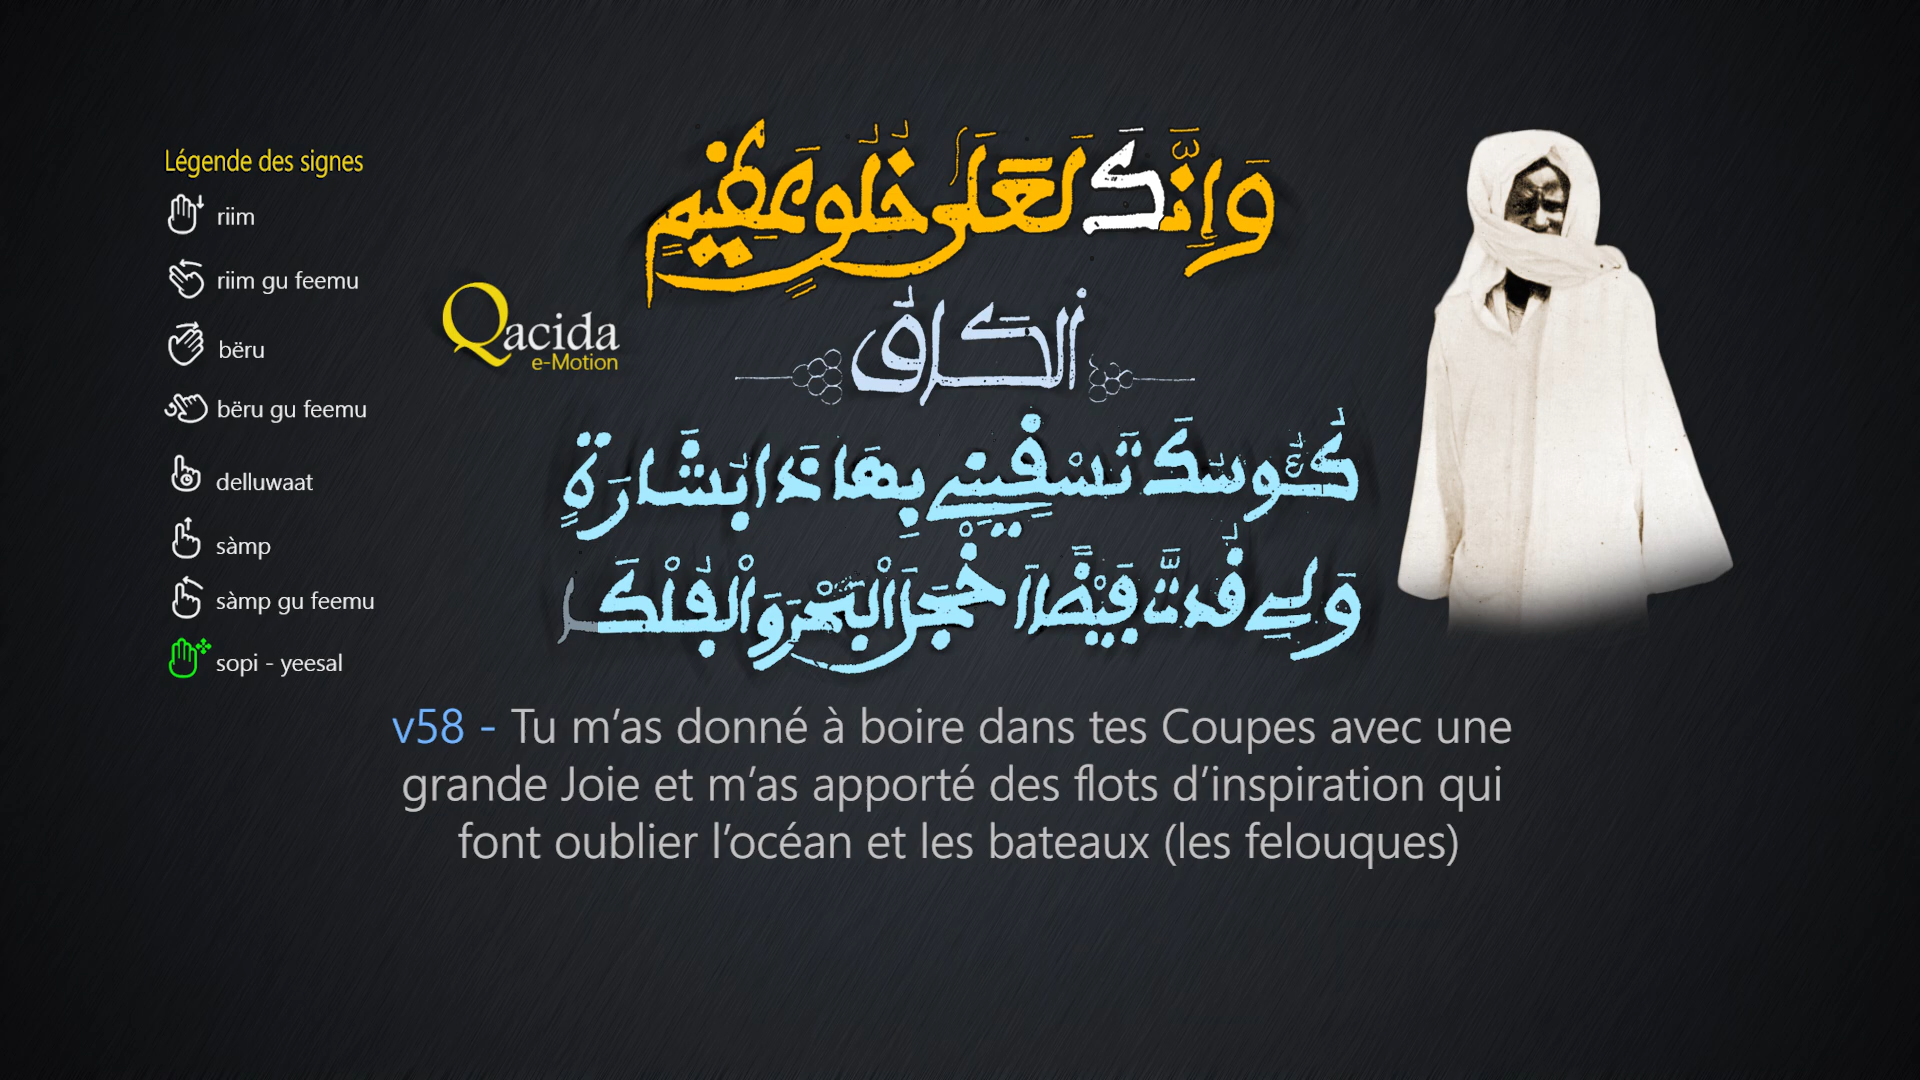 Légende des signes
riim
riim gu feemu
bëru
bëru gu feemu
delluwaat
sàmp
sàmp gu feemu
sopi - yeesal
وَإِنَّكَ لَعَلَى خُلُوٍ عَظِيمٍ
Qacida
e-Motion
الكاف
كُئُوسُكَ تَسْقِينِي بِهَا ذَا بِشَارَةٍ
وَلِي قُدتَّ فَيْضًا أَخْجَلَ الْبَحْرَ وَالْفُلْكَا
v58 - Tu m’as donné à boire dans tes Coupes avec une
grande Joie et m’as apporté des flots d’inspiration qui
font oublier l’océan et les bateaux (les felouques)